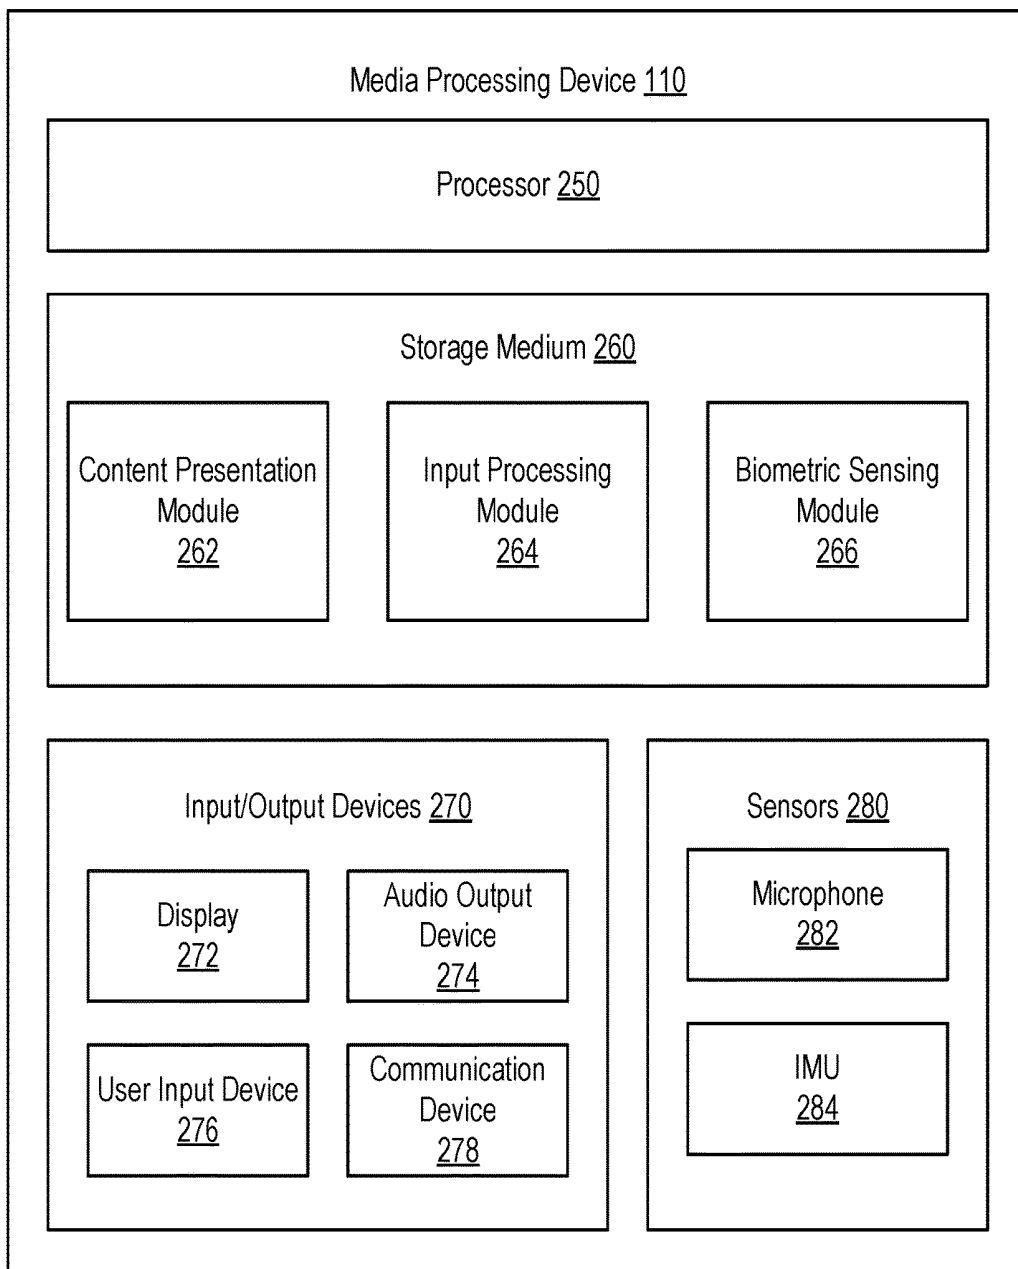 Media Processing Device 110
Processor 250
Storage Medium 260
Content Presentation
Module
262
Input Processing
Module
264
Biometric Sensing
Module
266
Input/Output Devices 270
Display
272
Audio Output
Device
274
User Input Device
276
Communication
Device
278
Sensors 280
Microphone
282
IMU
284